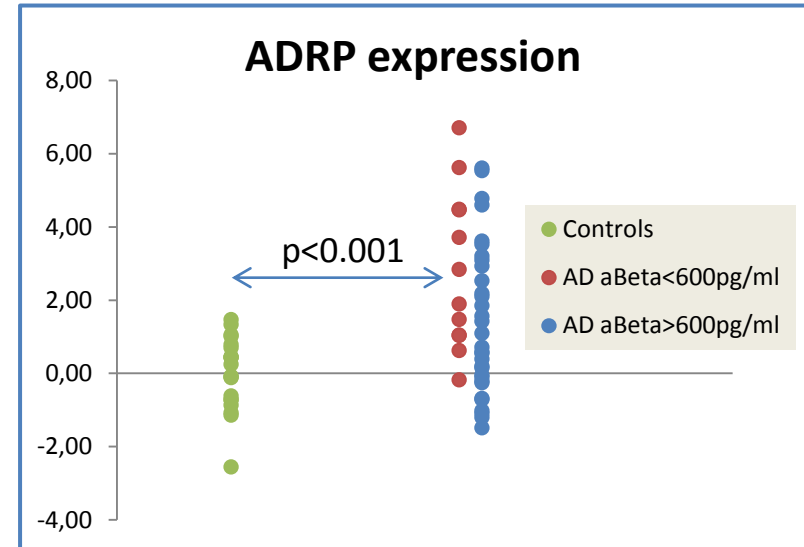 ADRP expression
8,00
6,00
4,00
2,00
0,00
-2,00
-4,00
p<0.001
Controls
AD aBeta<600pg/ml
AD aBeta>600pg/ml